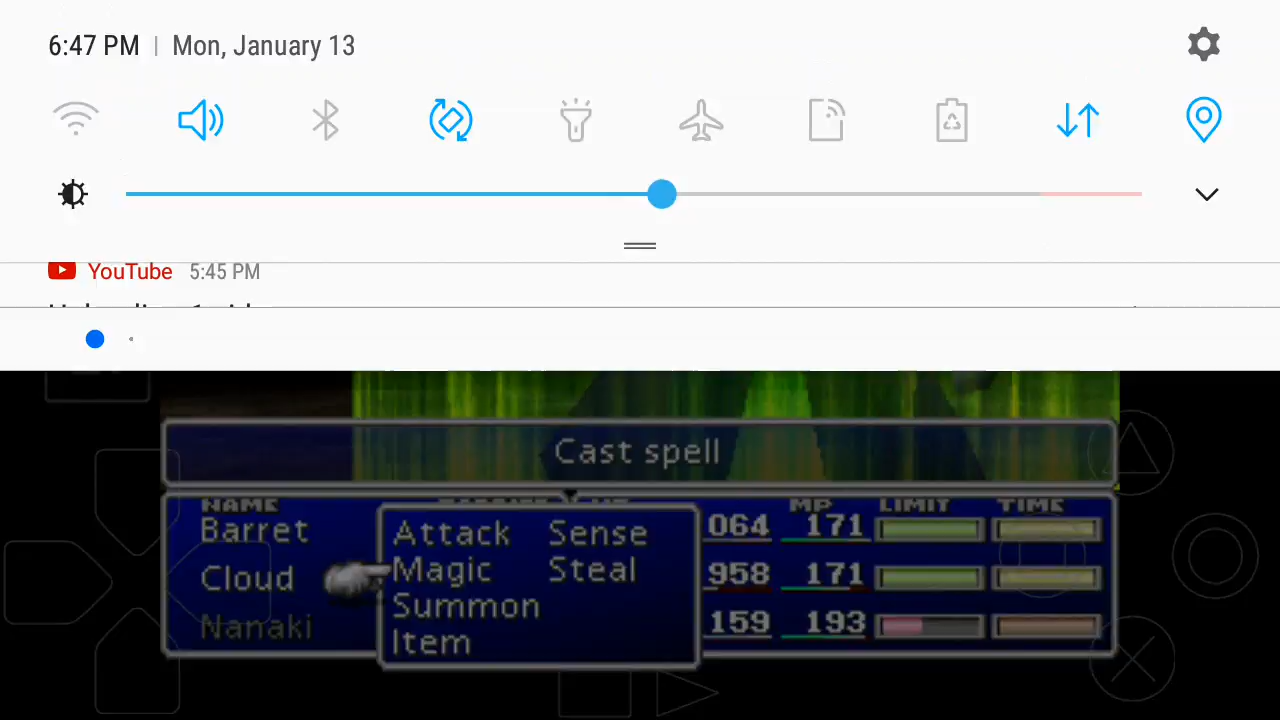 6:47 PM | Mon, January 13
YouTube 5:45 PM
Cast spell
NAME MP LIMIT TIME
Barret Attack Sense 064 171
Cloud Magic Steal 958 171
Summon
Nanaki Item 159 193